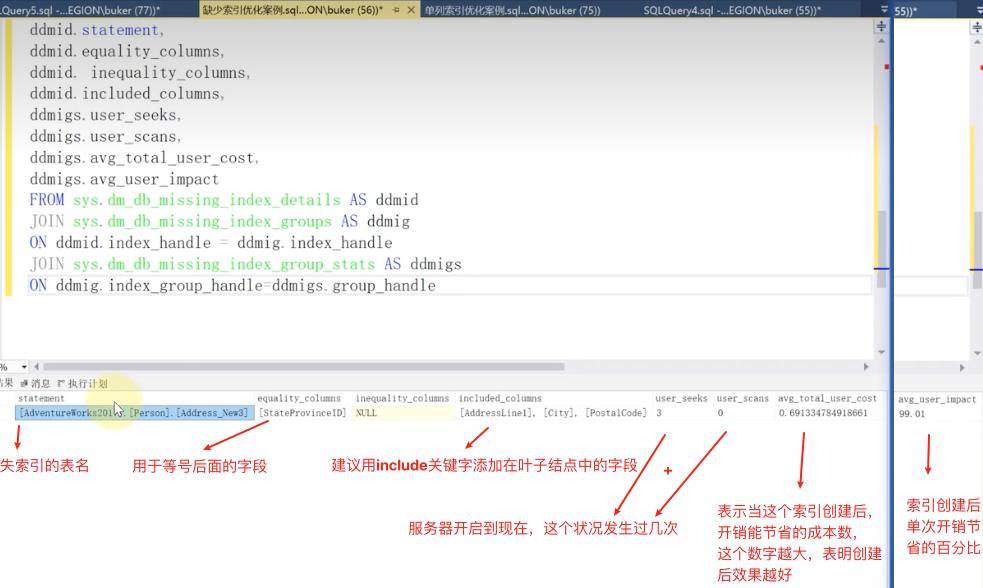 LQuery5.sql -...EGION\buker (77))*
缺少索引优化案例.sql...ON\buker (56))*
单列索引优化案例.sql...ON\buker (75))
SQLQuery4.sql -...EGION\buker (55))*
55))*
ddmid.statement,
ddmid.equality_columns,
ddmid. inequality_columns,
ddmid.included_columns,
ddmigs.user_seeks,
ddmigs.user_scans,
ddmigs.avg_total_user_cost,
ddmigs.avg_user_impact
FROM sys.dm_db_missing_index_details AS ddmid
JOIN sys.dm_db_missing_index_groups AS ddmig
ON ddmid.index_handle = ddmig.index_handle
JOIN sys.dm_db_missing_index_group_stats AS ddmigs
ON ddmig.index_group_handle=ddmigs.group_handle
%
结果 消息 执行计划
statement equality_columns inequality_columns included_columns user_seeks user_scans avg_total_user_cost avg_user_impact
[Person].[Address_New3] [StateProvinceID] NULL [AddressLine1], [City], [PostalCode] 3 0 0.691334784918661 99.01
失索引的表名
用于等号后面的字段
建议用include关键字添加在叶子结点中的字段
+
服务器开启到现在，这个状况发生过几次
表示当这个索引创建后，
开销能节省的成本数，
这个数字越大，表明创建
后效果越好
索引创建后
单次开销节
省的百分比